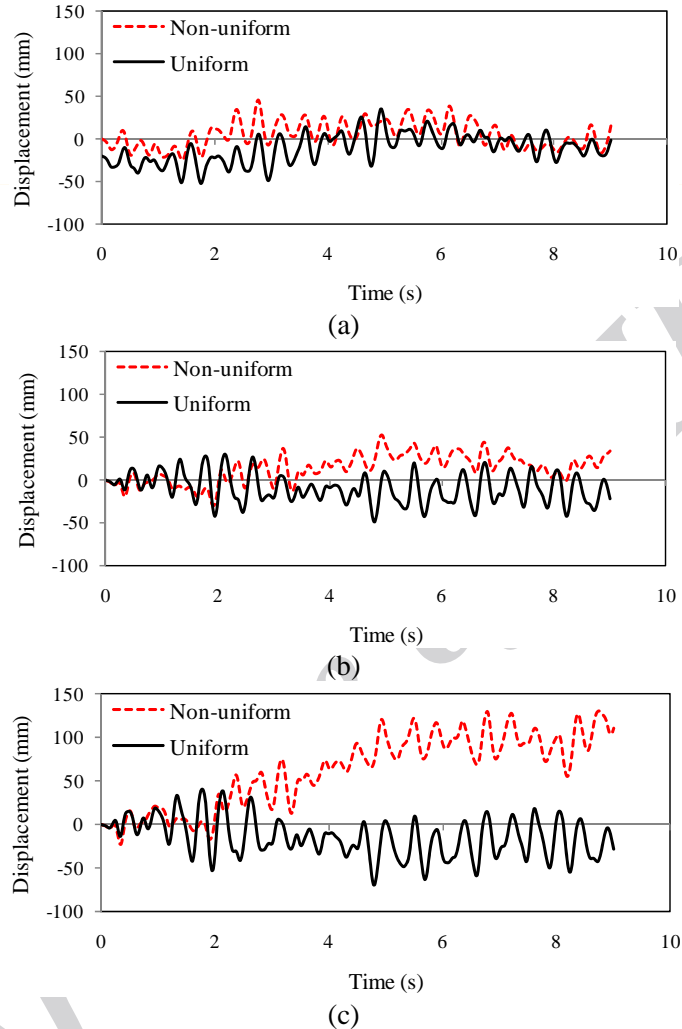 150
Non-uniform
100
Uniform
50
0
-50
-100
Displacement (mm)
0 2 4 6 8 10
Time (s)
(a)
150
Non-uniform
100
Uniform
50
0
-50
-100
Displacement (mm)
0 2 4 6 8 10
Time (s)
(b)
150
Non-uniform
100
Uniform
50
0
-50
-100
Displacement (mm)
0 2 4 6 8 10
Time (s)
(c)